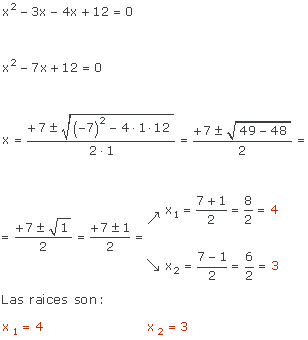 x² − 3x − 4x + 12 = 0
x² − 7x + 12 = 0
x = (+7 ± √((−7)² − 4 · 1 · 12)) / (2 · 1) = (+7 ± √(49 − 48)) / 2 =
= (+7 ± √1) / 2 = (+7 ± 1) / 2 =
↗ x₁ = (7 + 1) / 2 = 8 / 2 = 4
↘ x₂ = (7 − 1) / 2 = 6 / 2 = 3
Las raices son:
x₁ = 4 x₂ = 3